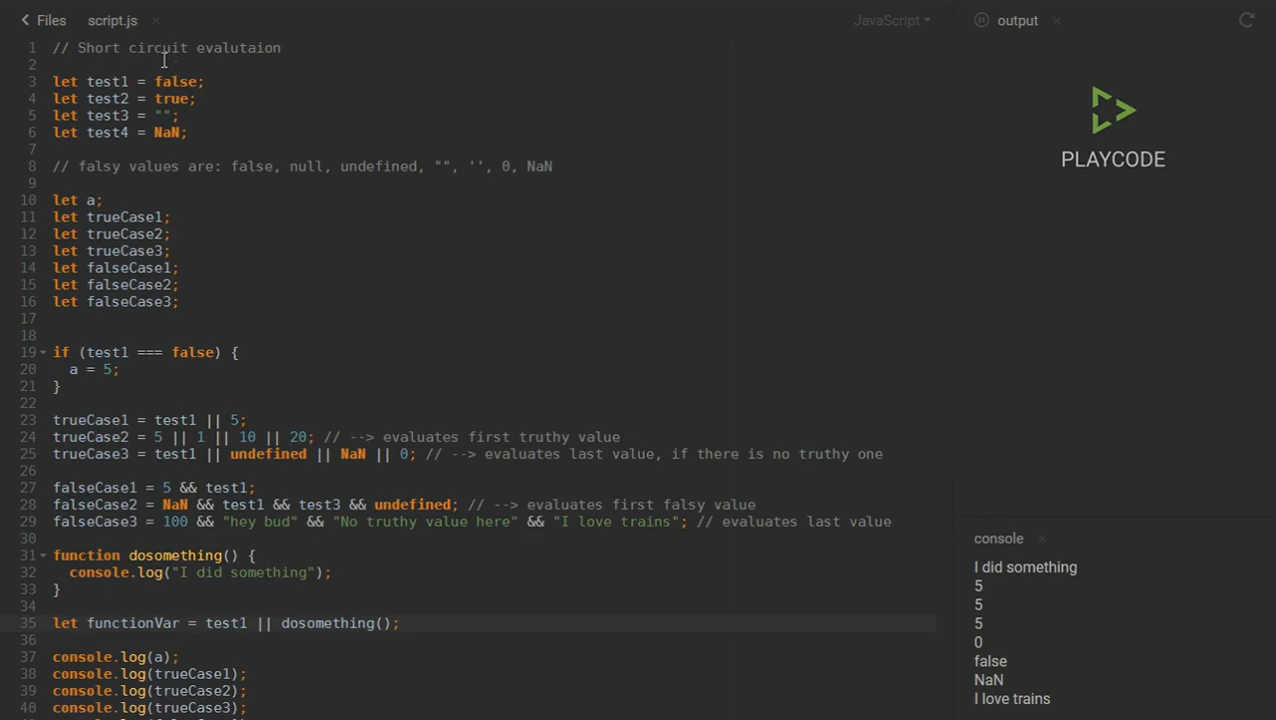 Files script.js × JavaScript output ×
1 // Short circuit evalutaion
2
3 let test1 = false;
4 let test2 = true;
5 let test3 = "";
6 let test4 = NaN;
7
8 // falsy values are: false, null, undefined, "", '', 0, NaN
9
10 let a;
11 let trueCase1;
12 let trueCase2;
13 let trueCase3;
14 let falseCase1;
15 let falseCase2;
16 let falseCase3;
17
18
19 if (test1 === false) {
20 a = 5;
21 }
22
23 trueCase1 = test1 || 5;
24 trueCase2 = 5 || 1 || 10 || 20; // --> evaluates first truthy value
25 trueCase3 = test1 || undefined || NaN || 0; // --> evaluates last value, if there is no truthy one
26
27 falseCase1 = 5 && test1;
28 falseCase2 = NaN && test1 && test3 && undefined; // --> evaluates first falsy value
29 falseCase3 = 100 && "hey bud" && "No truthy value here" && "I love trains"; // evaluates last value
30
31 function dosomething() {
32 console.log("I did something");
33 }
34
35 let functionVar = test1 || dosomething();
36
37 console.log(a);
38 console.log(trueCase1);
39 console.log(trueCase2);
40 console.log(trueCase3);
PLAYCODE
console ×
I did something
5
5
5
0
false
NaN
I love trains